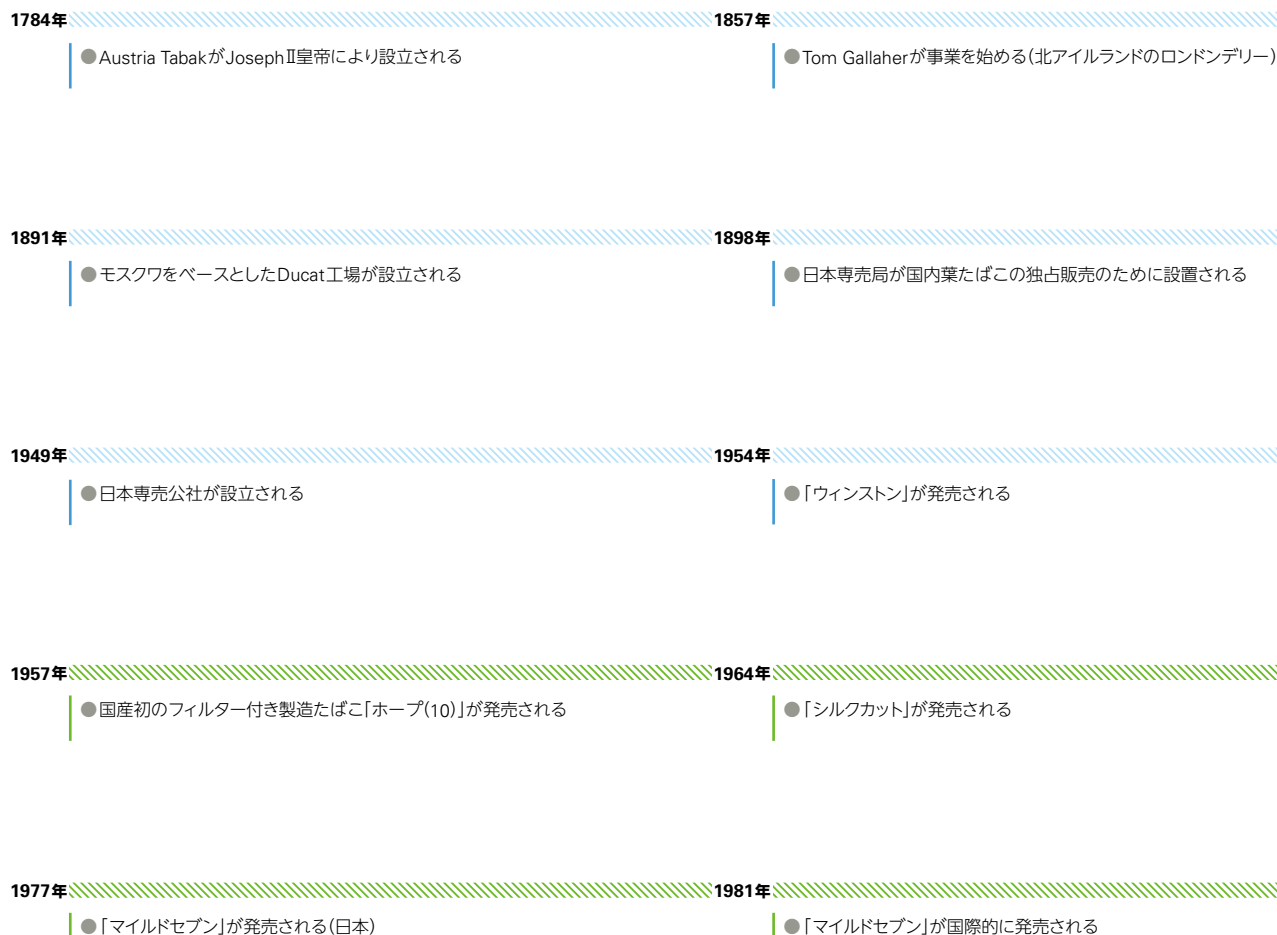 1784年
●Austria TabakがJosephⅡ皇帝により設立される
1857年
●Tom Gallaherが事業を始める(北アイルランドのロンドンデリー)
1891年
●モスクワをベースとしたDucat工場が設立される
1898年
●日本専売局が国内葉たばこの独占販売のために設置される
1949年
●日本専売公社が設立される
1954年
●「ウィンストン」が発売される
1957年
●国産初のフィルター付き製造たばこ「ホープ(10)」が発売される
1964年
●「シルクカット」が発売される
1977年
●「マイルドセブン」が発売される(日本)
1981年
●「マイルドセブン」が国際的に発売される